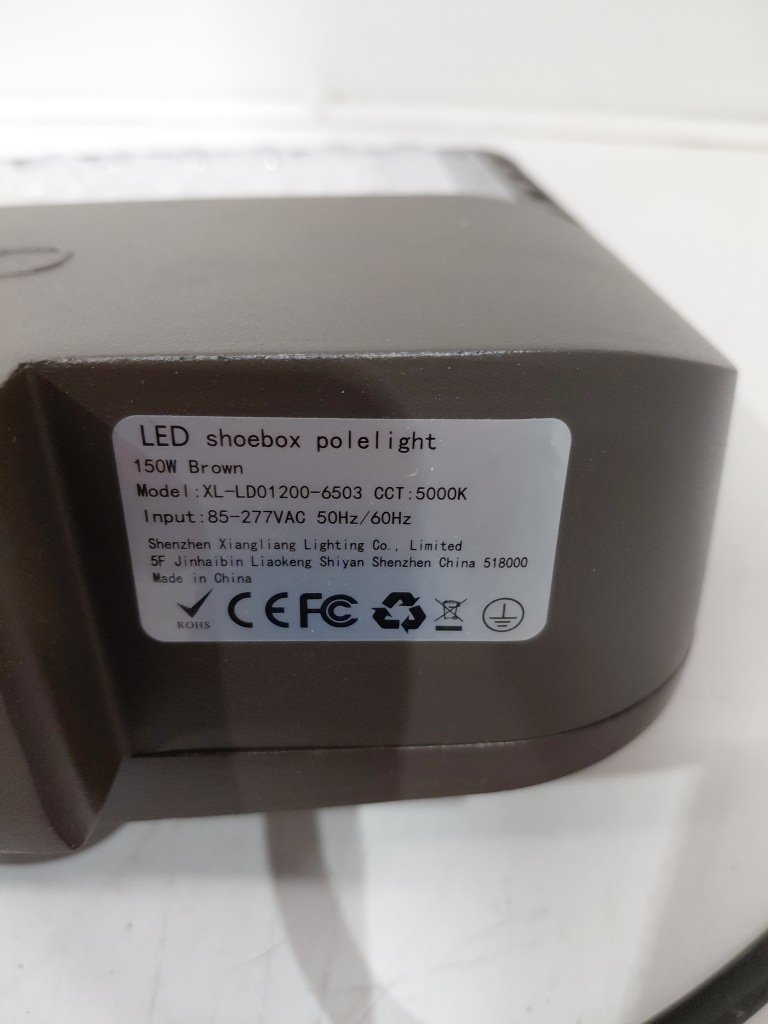 LED shoebox polelight
150W Brown
Model:XL-LD01200-6503 CCT:5000K
Input:85-277VAC 50Hz/60Hz
Shenzhen Xiangliang Lighting Co., Limited
5F Jinhaibin Liaokeng Shiyan Shenzhen China 518000
Made in China
ROHS CE FC